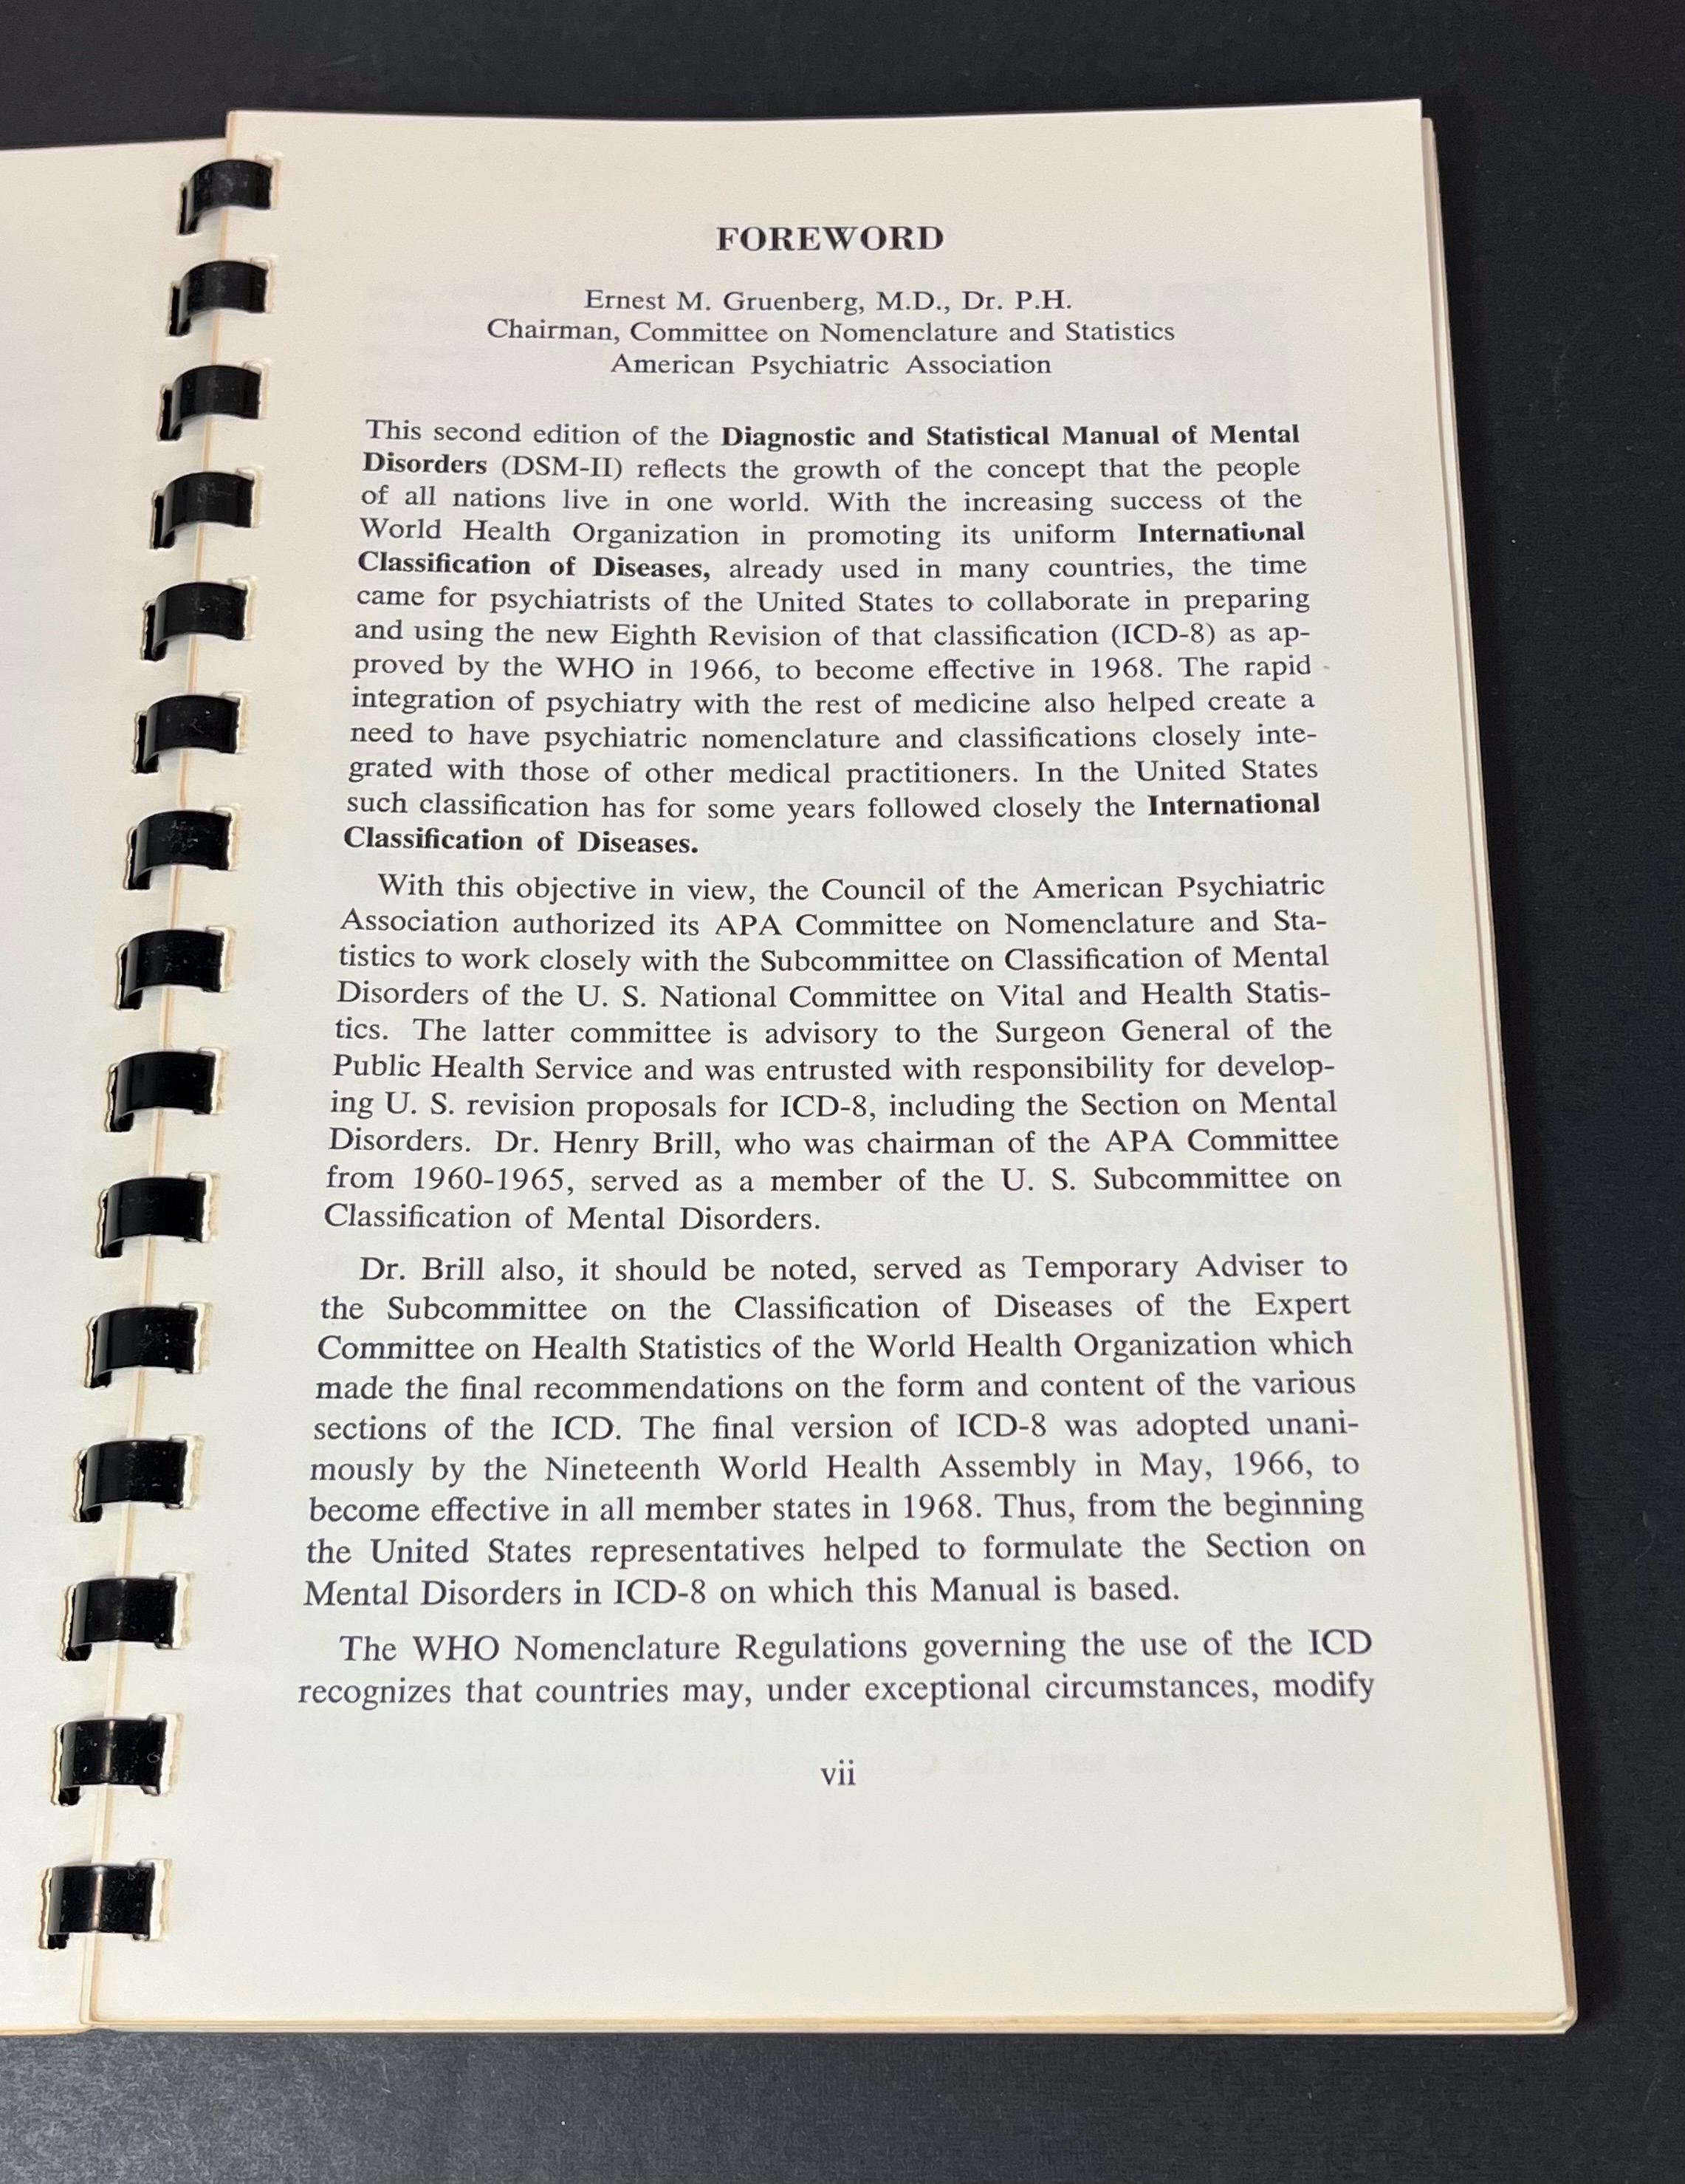 FOREWORD
Ernest M. Gruenberg, M.D., Dr. P.H.
Chairman, Committee on Nomenclature and Statistics
American Psychiatric Association
This second edition of the Diagnostic and Statistical Manual of Mental
Disorders (DSM-II) reflects the growth of the concept that the people
of all nations live in one world. With the increasing success of the
World Health Organization in promoting its uniform International
Classification of Diseases, already used in many countries, the time
came for psychiatrists of the United States to collaborate in preparing
and using the new Eighth Revision of that classification (ICD-8) as ap-
proved by the WHO in 1966, to become effective in 1968. The rapid
integration of psychiatry with the rest of medicine also helped create a
need to have psychiatric nomenclature and classifications closely inte-
grated with those of other medical practitioners. In the United States
such classification has for some years followed closely the International
Classification of Diseases.
With this objective in view, the Council of the American Psychiatric
Association authorized its APA Committee on Nomenclature and Sta-
tistics to work closely with the Subcommittee on Classification of Mental
Disorders of the U. S. National Committee on Vital and Health Statis-
tics. The latter committee is advisory to the Surgeon General of the
Public Health Service and was entrusted with responsibility for develop-
ing U. S. revision proposals for ICD-8, including the Section on Mental
Disorders. Dr. Henry Brill, who was chairman of the APA Committee
from 1960-1965, served as a member of the U. S. Subcommittee on
Classification of Mental Disorders.
Dr. Brill also, it should be noted, served as Temporary Adviser to
the Subcommittee on the Classification of Diseases of the Expert
Committee on Health Statistics of the World Health Organization which
made the final recommendations on the form and content of the various
sections of the ICD. The final version of ICD-8 was adopted unani-
mously by the Nineteenth World Health Assembly in May, 1966, to
become effective in all member states in 1968. Thus, from the beginning
the United States representatives helped to formulate the Section on
Mental Disorders in ICD-8 on which this Manual is based.
The WHO Nomenclature Regulations governing the use of the ICD
recognizes that countries may, under exceptional circumstances, modify
vii